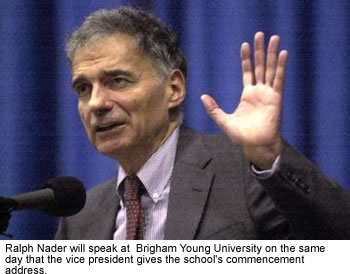 Ralph Nader will speak at  Brigham Young University on the same
day that the vice president gives the school's commencement
address.